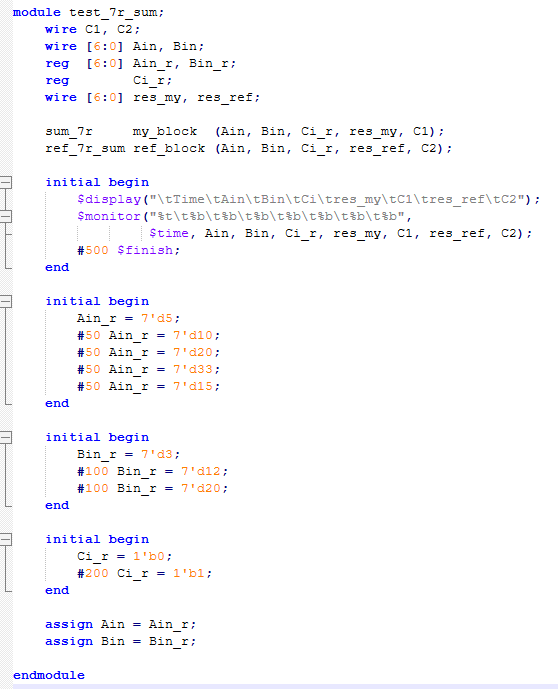 module test_7r_sum;
wire C1, C2;
wire [6:0] Ain, Bin;
reg [6:0] Ain_r, Bin_r;
reg Ci_r;
wire [6:0] res_my, res_ref;
sum_7r my_block (Ain, Bin, Ci_r, res_my, C1);
ref_7r_sum ref_block (Ain, Bin, Ci_r, res_ref, C2);
initial begin
$display("\tTime\tAin\tBin\tCi\tres_my\tC1\tres_ref\tC2");
$monitor("%t\t%b\t%b\t%b\t%b\t%b\t%b\t%b",
$time, Ain, Bin, Ci_r, res_my, C1, res_ref, C2);
#500 $finish;
end
initial begin
Ain_r = 7'd5;
#50 Ain_r = 7'd10;
#50 Ain_r = 7'd20;
#50 Ain_r = 7'd33;
#50 Ain_r = 7'd15;
end
initial begin
Bin_r = 7'd3;
#100 Bin_r = 7'd12;
#100 Bin_r = 7'd20;
end
initial begin
Ci_r = 1'b0;
#200 Ci_r = 1'b1;
end
assign Ain = Ain_r;
assign Bin = Bin_r;
endmodule